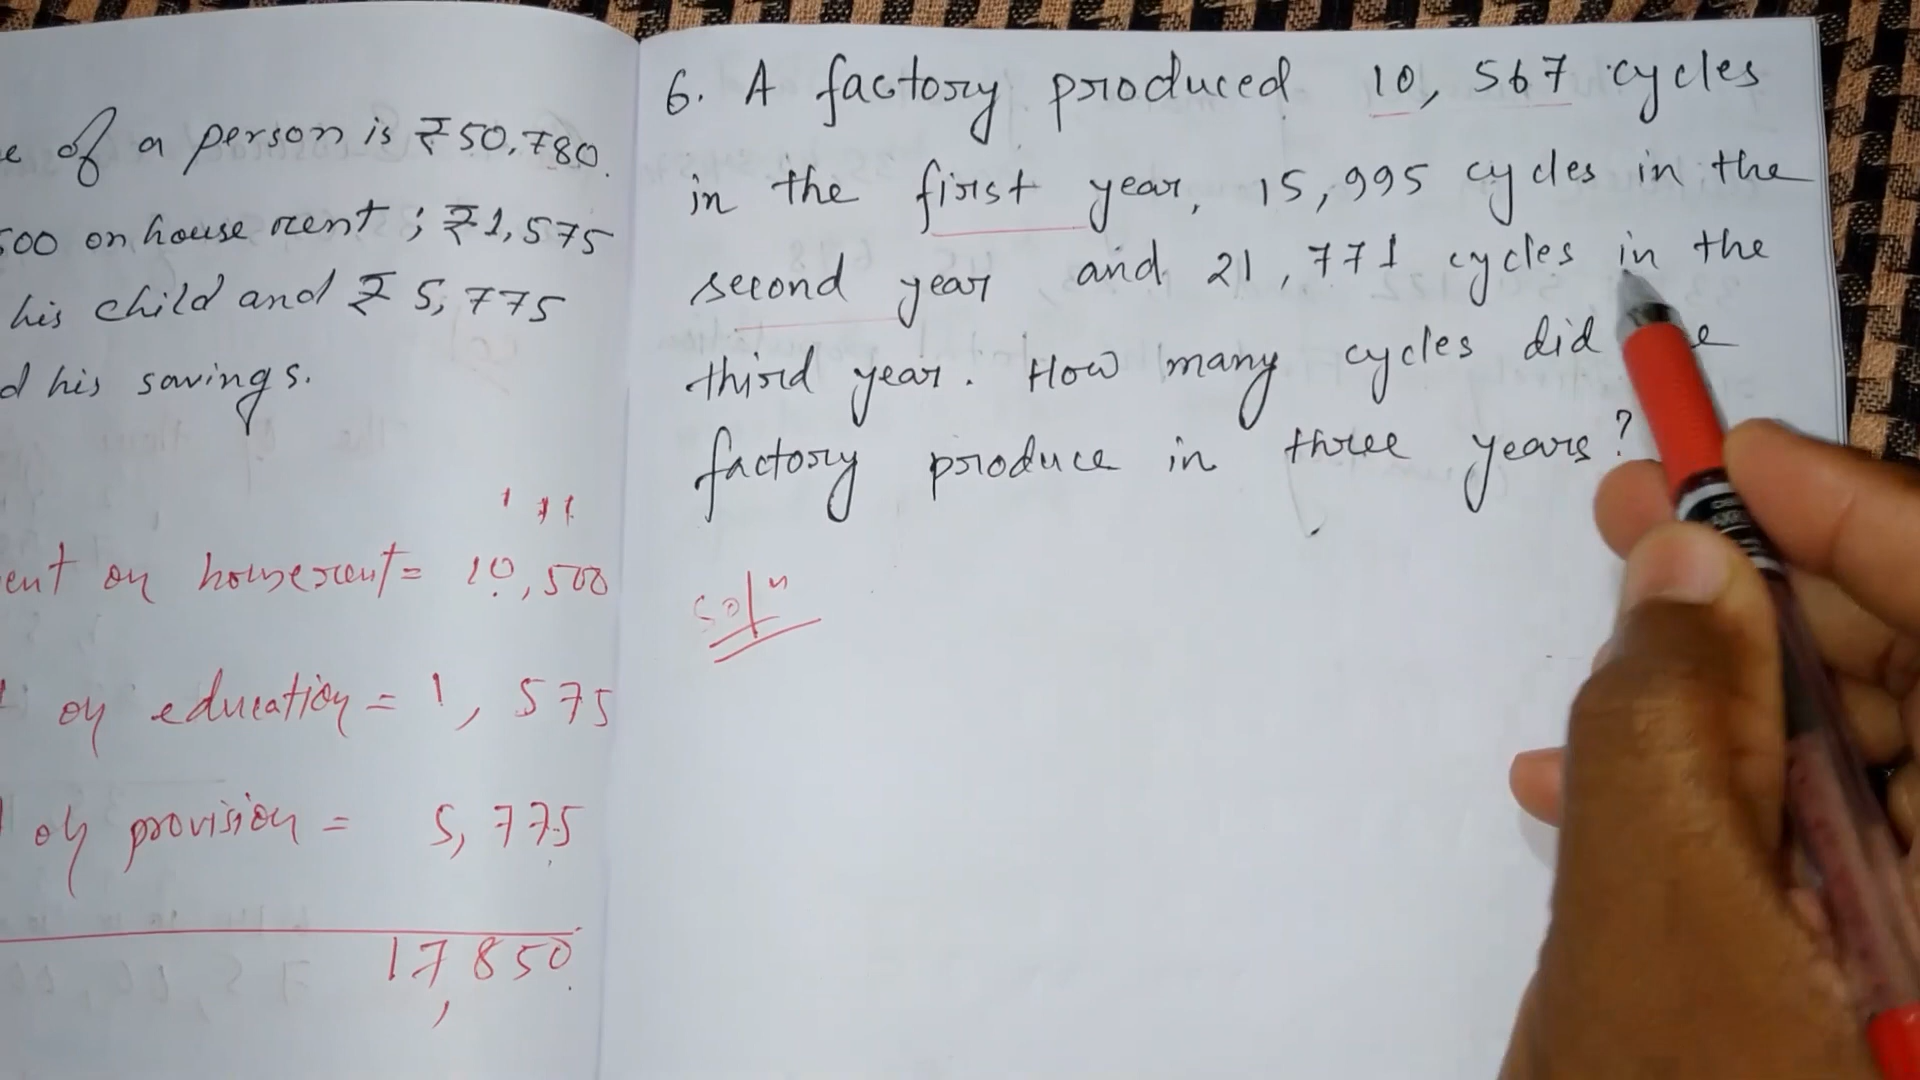 e of a person is ₹50,780.
500 on house rent; ₹1,575
his child and ₹ 5,775
d his savings.
ent on houserent = 10,500
on education = 1, 575
on provision = 5, 775
17,850
6. A factory produced 10, 567 cycles
in the first year, 15,995 cycles in the
second year and 21,771 cycles in the
third year. How many cycles did e
factory produce in three years?
Solⁿ